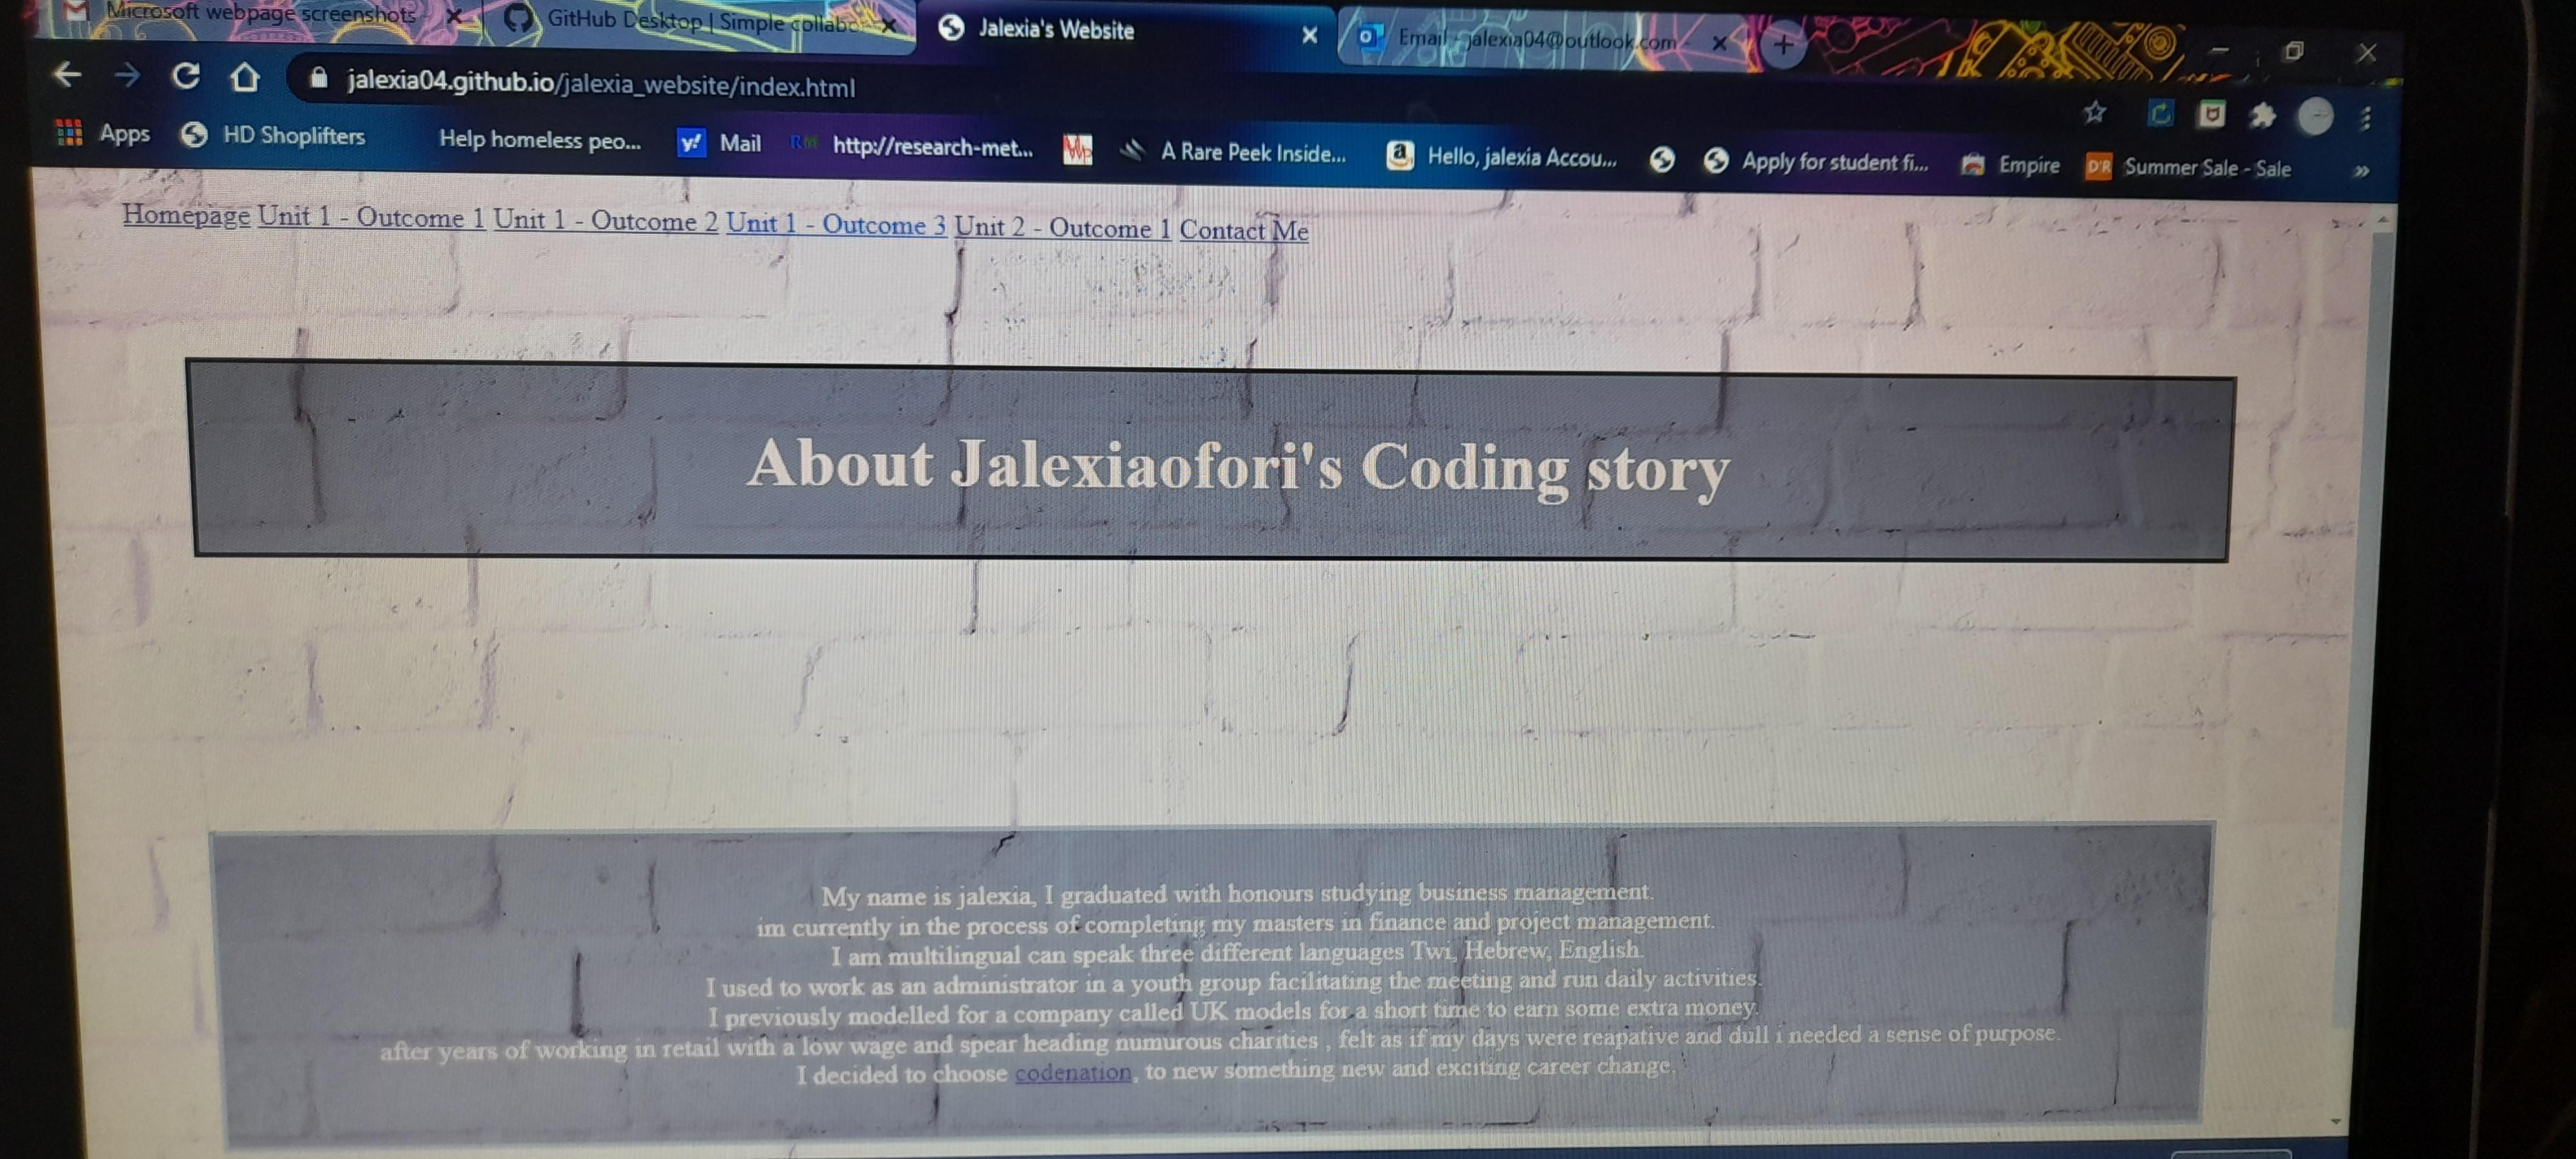 Microsoft webpage screenshots
GitHub Desktop | Simple collabo
Jalexia's Website
Email - jalexia04@outlook.com
jalexia04.github.io/jalexia_website/index.html
Apps
HD Shoplifters
Help homeless peo...
y!
Mail
RM
http://research-met...
A Rare Peek Inside...
a
Hello, jalexia Accou...
Apply for student fi...
Empire
D'R
Summer Sale - Sale
»
Homepage Unit 1 - Outcome 1 Unit 1 - Outcome 2 Unit 1 - Outcome 3 Unit 2 - Outcome 1 Contact Me
About Jalexiaofori's Coding story
My name is jalexia, I graduated with honours studying business management.
im currently in the process of completing my masters in finance and project management.
I am multilingual can speak three different languages Twi, Hebrew, English.
I used to work as an administrator in a youth group facilitating the meeting and run daily activities.
I previously modelled for a company called UK models for a short time to earn some extra money.
after years of working in retail with a low wage and spear heading numurous charities , felt as if my days were reapative and dull i needed a sense of purpose.
I decided to choose codenation, to new something new and exciting career change.